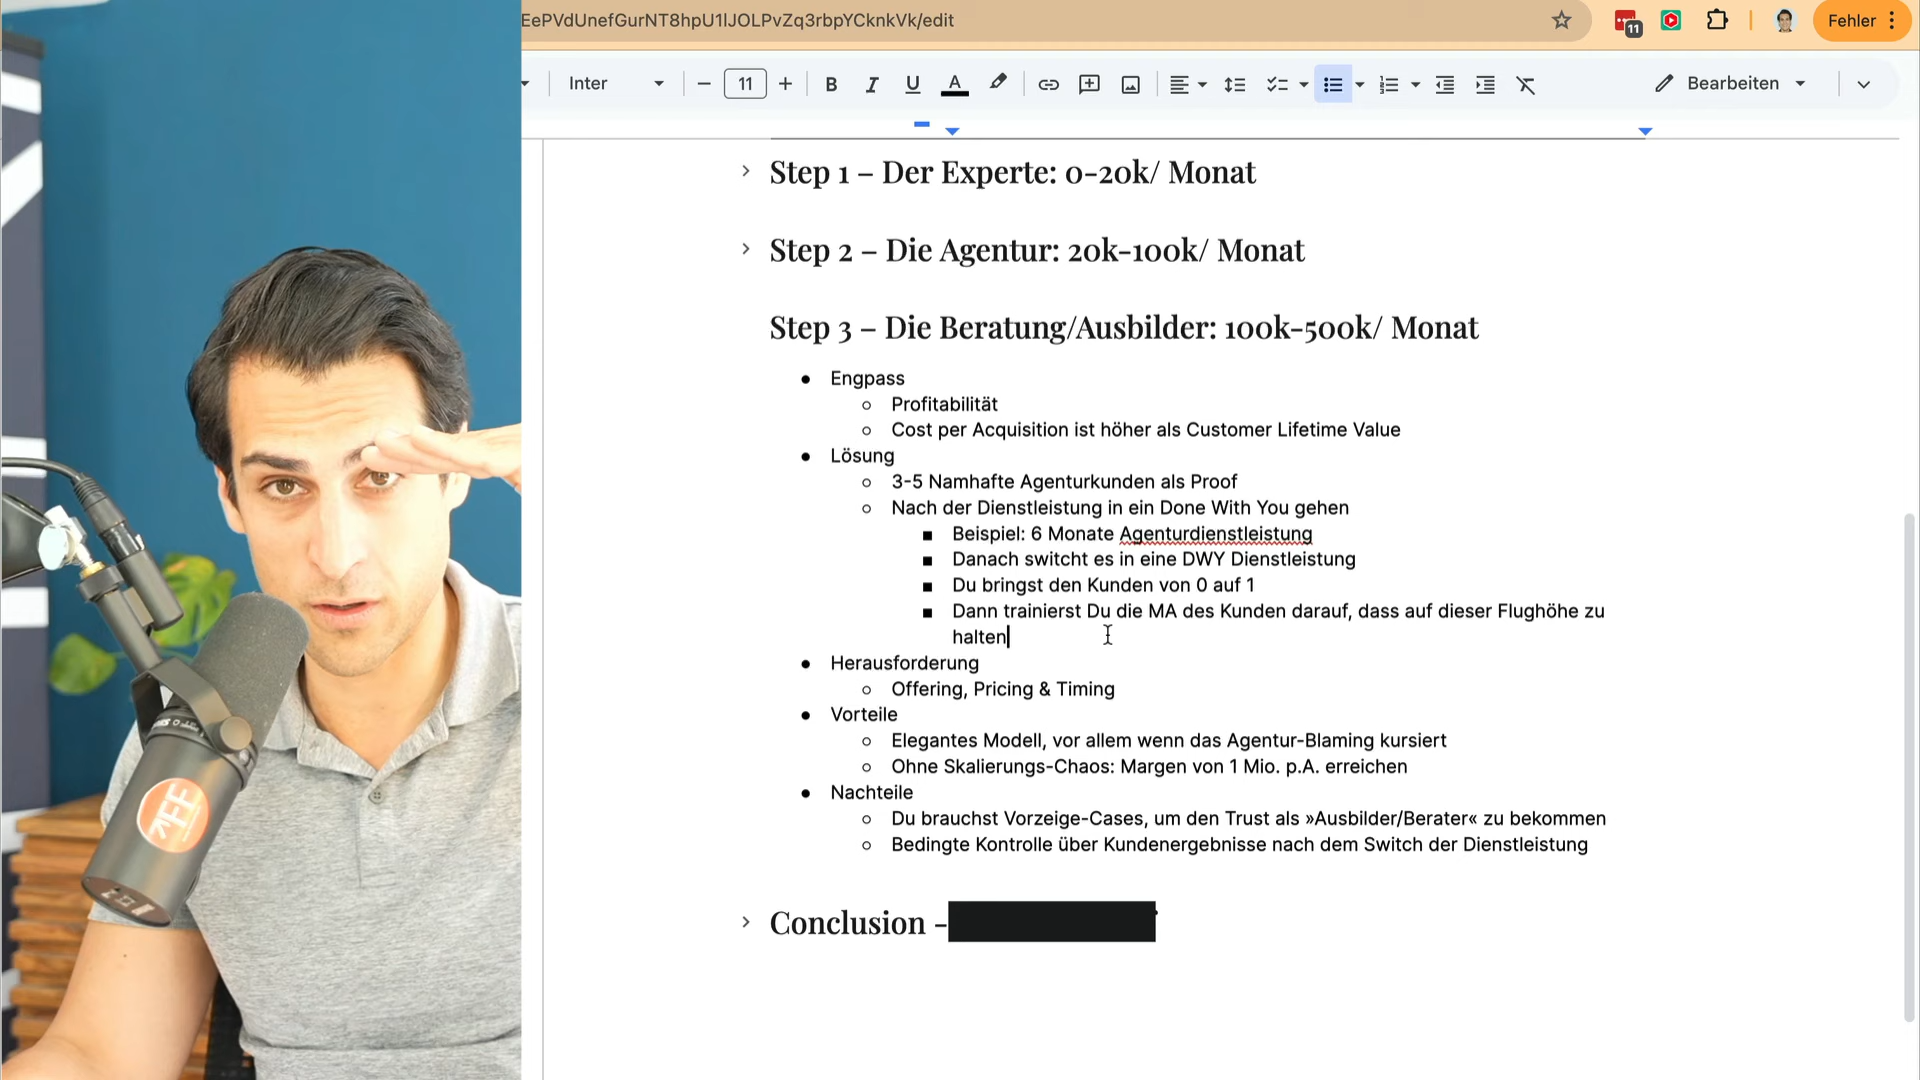 EePVdUnefGurNT8hpU1lJOLPvZq3rbpYCknkVk/edit
11
Fehler
Inter
11
B I U A
Bearbeiten
Step 1 – Der Experte: 0-20k/ Monat
Step 2 – Die Agentur: 20k-100k/ Monat
Step 3 – Die Beratung/Ausbilder: 100k-500k/ Monat
● Engpass
○ Profitabilität
○ Cost per Acquisition ist höher als Customer Lifetime Value
● Lösung
○ 3-5 Namhafte Agenturkunden als Proof
○ Nach der Dienstleistung in ein Done With You gehen
■ Beispiel: 6 Monate Agenturdienstleistung
■ Danach switcht es in eine DWY Dienstleistung
■ Du bringst den Kunden von 0 auf 1
■ Dann trainierst Du die MA des Kunden darauf, dass auf dieser Flughöhe zu
halten
● Herausforderung
○ Offering, Pricing & Timing
● Vorteile
○ Elegantes Modell, vor allem wenn das Agentur-Blaming kursiert
○ Ohne Skalierungs-Chaos: Margen von 1 Mio. p.A. erreichen
● Nachteile
○ Du brauchst Vorzeige-Cases, um den Trust als »Ausbilder/Berater« zu bekommen
○ Bedingte Kontrolle über Kundenergebnisse nach dem Switch der Dienstleistung
Conclusion –